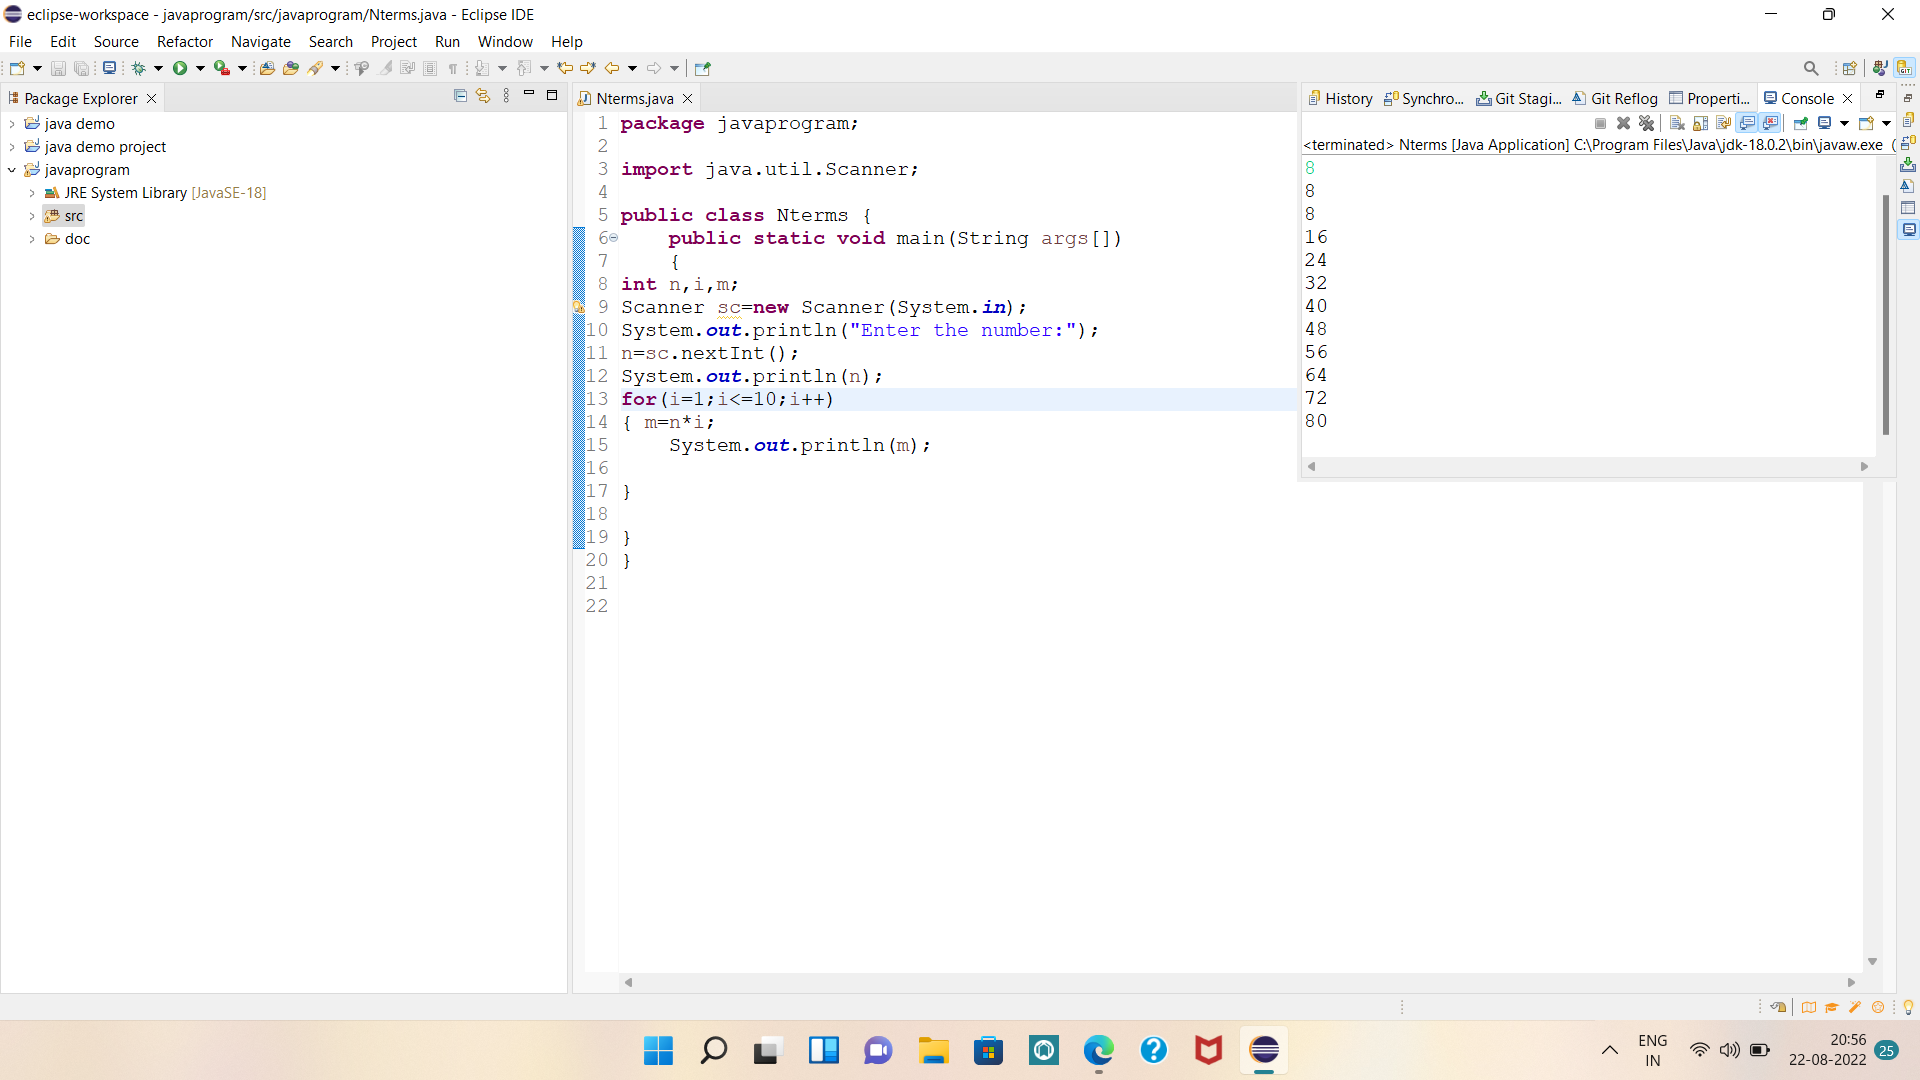 eclipse-workspace - javaprogram/src/javaprogram/Nterms.java - Eclipse IDE
File Edit Source Refactor Navigate Search Project Run Window Help
Package Explorer
java demo
java demo project
javaprogram
JRE System Library [JavaSE-18]
src
doc
Nterms.java
1 package javaprogram;
2
3 import java.util.Scanner;
4
5 public class Nterms {
6     public static void main(String args[])
7     {
8 int n,i,m;
9 Scanner sc=new Scanner(System.in);
10 System.out.println("Enter the number:");
11 n=sc.nextInt();
12 System.out.println(n);
13 for(i=1;i<=10;i++)
14 { m=n*i;
15     System.out.println(m);
16
17 }
18
19 }
20 }
21
22
History Synchro... Git Stagi... Git Reflog Properti... Console
<terminated> Nterms [Java Application] C:\Program Files\Java\jdk-18.0.2\bin\javaw.exe (
8
8
8
16
24
32
40
48
56
64
72
80
ENG
IN
20:56
22-08-2022
25